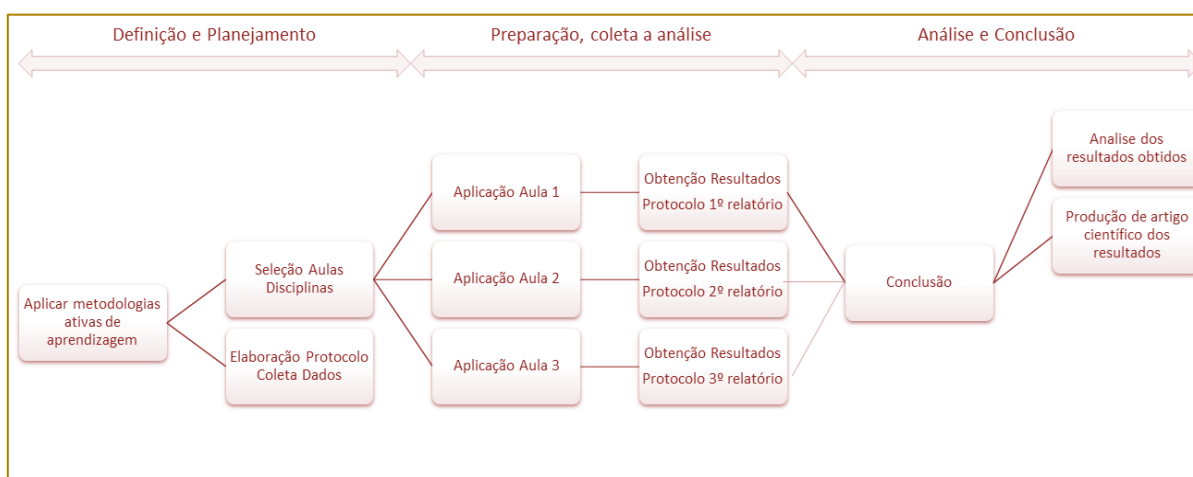 Definição e Planejamento
Preparação, coleta a análise
Análise e Conclusão
Aplicar metodologias
ativas de
aprendizagem
Seleção Aulas
Disciplinas
Elaboração Protocolo
Coleta Dados
Aplicação Aula 1
Obtenção Resultados
Protocolo 1º relatório
Aplicação Aula 2
Obtenção Resultados
Protocolo 2º relatório
Aplicação Aula 3
Obtenção Resultados
Protocolo 3º relatório
Conclusão
Analise dos
resultados obtidos
Produção de artigo
científico dos
resultados